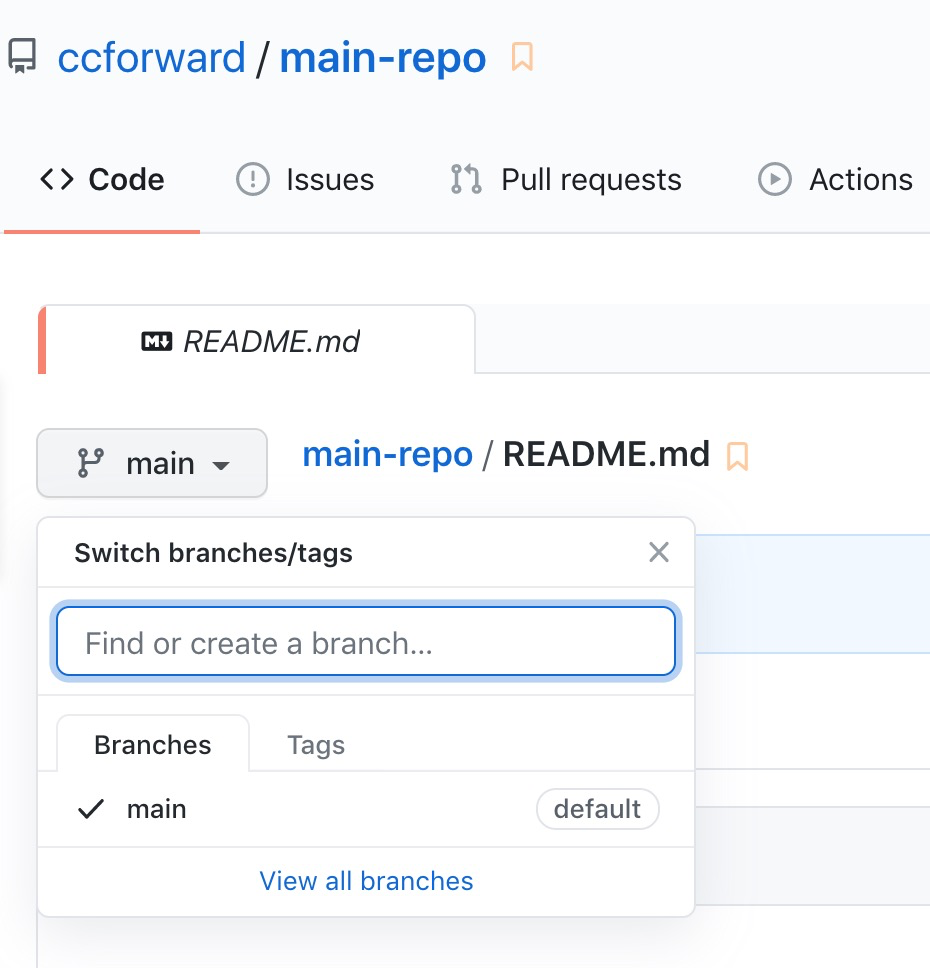 ccforward / main-repo
Code Issues Pull requests Actions
README.md
main main-repo / README.md
Switch branches/tags
Find or create a branch...
Branches Tags
main default
View all branches